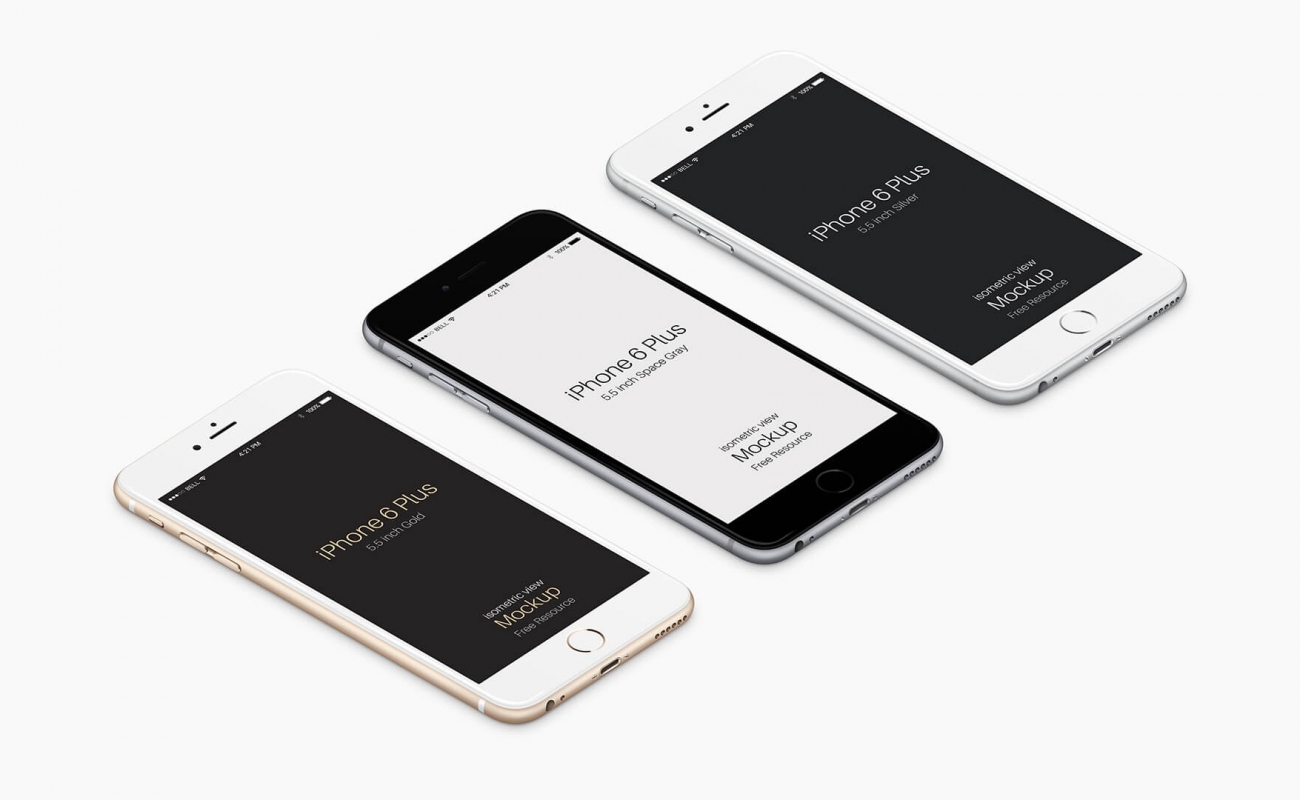 BELL
4:21 PM
100%
iPhone 6 Plus
5.5 inch Gold
isometric view
Mockup
Free Resource
BELL
4:21 PM
100%
iPhone 6 Plus
5.5 inch Space Gray
isometric view
Mockup
Free Resource
BELL
4:21 PM
100%
iPhone 6 Plus
5.5 inch Silver
isometric view
Mockup
Free Resource